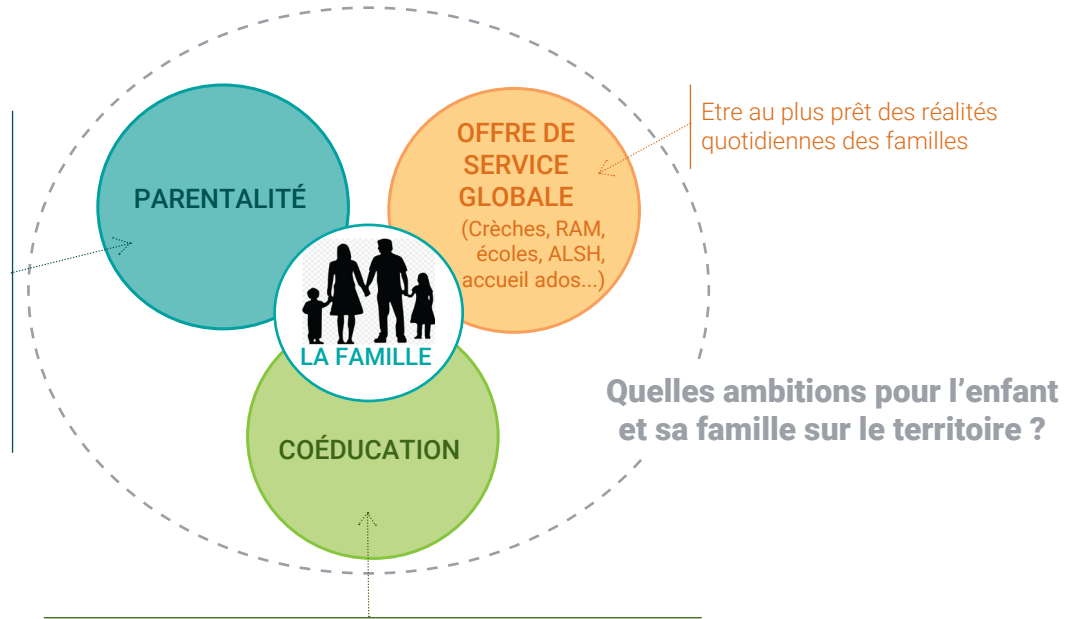 PARENTALITÉ
OFFRE DE
SERVICE
GLOBALE
(Crèches, RAM,
écoles, ALSH,
accueil ados...)
Etre au plus prêt des réalités
quotidiennes des familles
LA FAMILLE
COÉDUCATION
Quelles ambitions pour l’enfant
et sa famille sur le territoire ?